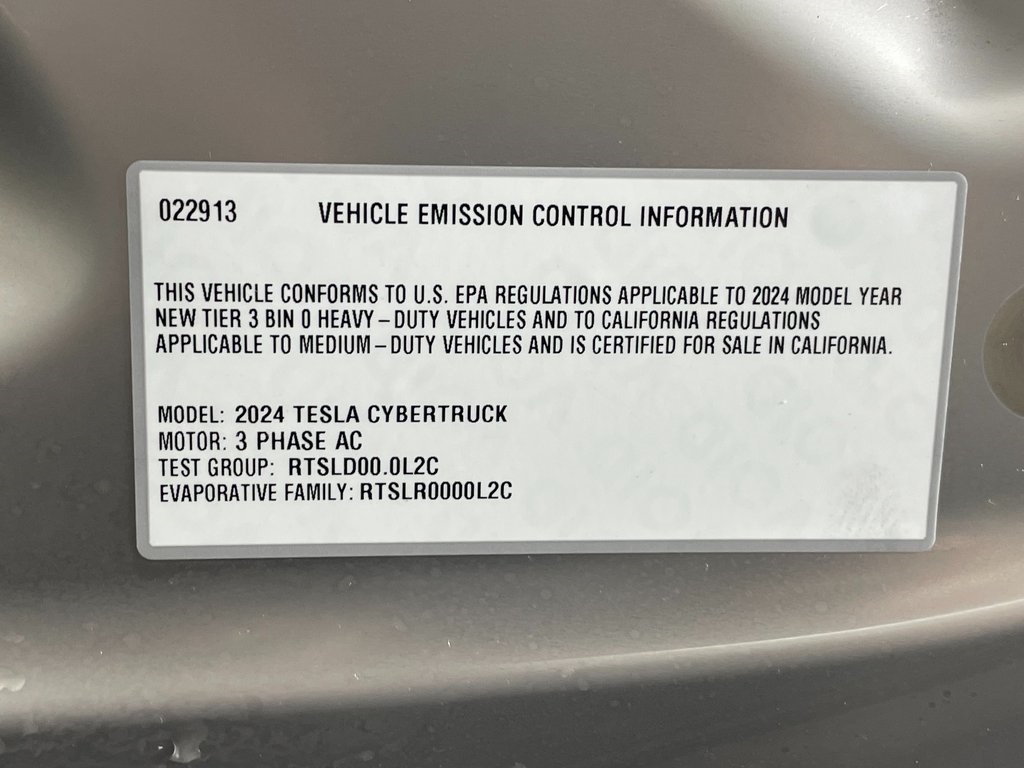 022913 VEHICLE EMISSION CONTROL INFORMATION
THIS VEHICLE CONFORMS TO U.S. EPA REGULATIONS APPLICABLE TO 2024 MODEL YEAR
NEW TIER 3 BIN 0 HEAVY–DUTY VEHICLES AND TO CALIFORNIA REGULATIONS
APPLICABLE TO MEDIUM–DUTY VEHICLES AND IS CERTIFIED FOR SALE IN CALIFORNIA.
MODEL: 2024 TESLA CYBERTRUCK
MOTOR: 3 PHASE AC
TEST GROUP: RTSLD00.0L2C
EVAPORATIVE FAMILY: RTSLR0000L2C